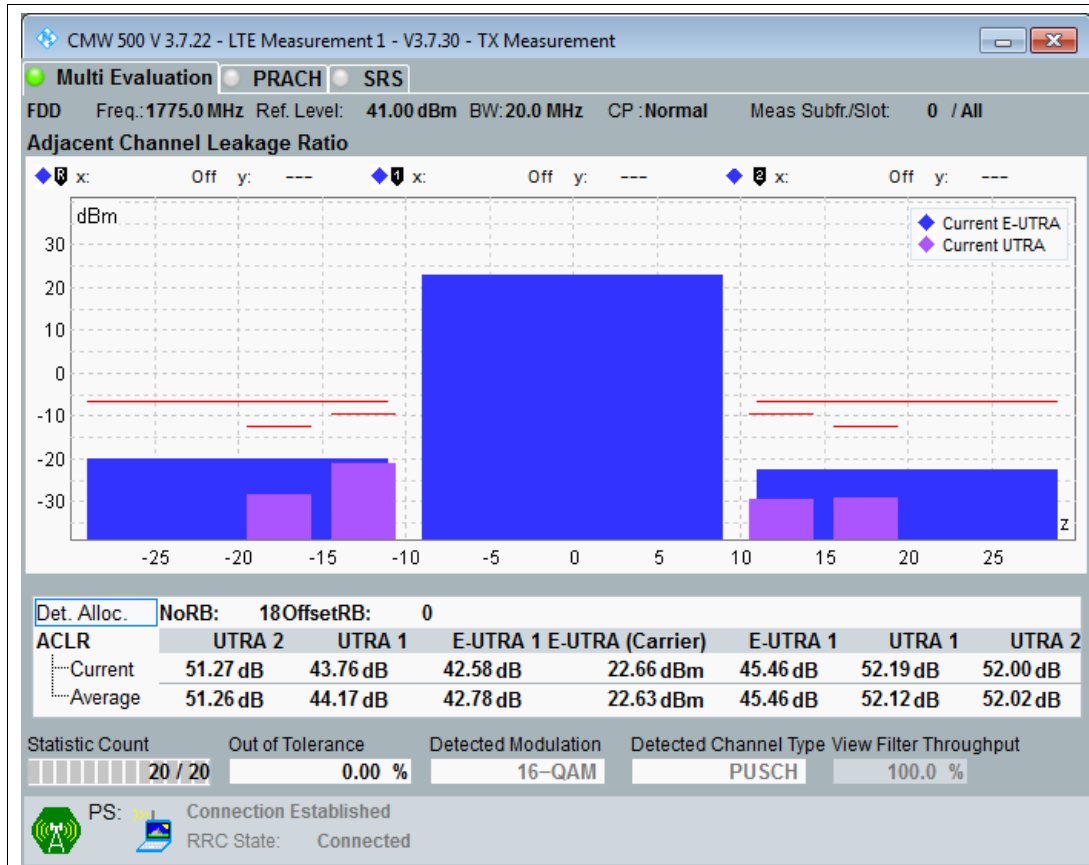 CMW 500 V 3.7.22 - LTE Measurement 1 - V3.7.30 - TX Measurement
Multi Evaluation PRACH SRS
FDD Freq.: 1775.0 MHz Ref. Level: 41.00 dBm BW: 20.0 MHz CP : Normal Meas Subfr./Slot: 0 / All
Adjacent Channel Leakage Ratio
R x: Off y: --- 1 x: Off y: --- 2 x: Off y: ---
dBm
Current E-UTRA
Current UTRA
30
20
10
0
-10
-20
-30
z
-25 -20 -15 -10 -5 0 5 10 15 20 25
Det. Alloc. NoRB: 18 OffsetRB: 0
ACLR UTRA 2 UTRA 1 E-UTRA 1 E-UTRA (Carrier) E-UTRA 1 UTRA 1 UTRA 2
Current 51.27 dB 43.76 dB 42.58 dB 22.66 dBm 45.46 dB 52.19 dB 52.00 dB
Average 51.26 dB 44.17 dB 42.78 dB 22.63 dBm 45.46 dB 52.12 dB 52.02 dB
Statistic Count Out of Tolerance Detected Modulation Detected Channel Type View Filter Throughput
20 / 20 0.00 % 16-QAM PUSCH 100.0 %
PS: Connection Established
RRC State: Connected